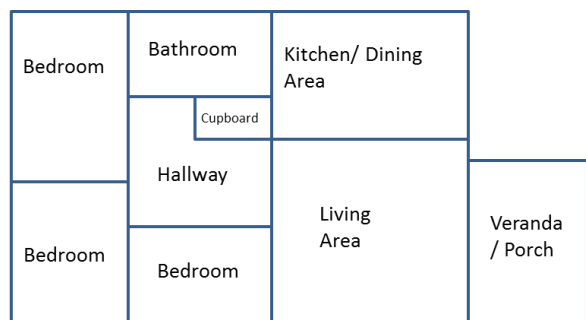 Bedroom
Bathroom
Kitchen/ Dining
Area
Cupboard
Hallway
Living
Area
Veranda
/ Porch
Bedroom
Bedroom